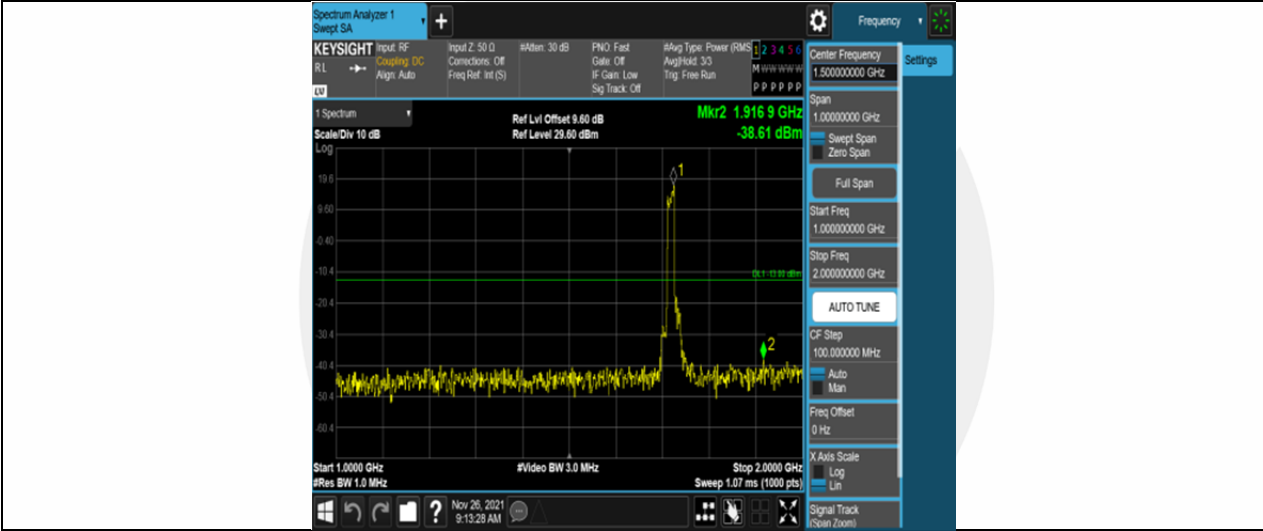 Spectrum Analyzer 1
Swept SA
+
Frequency
KEYSIGHT
RL
LV
Input: RF
Coupling: DC
Align: Auto
Input Z: 50 Ω
Corrections: Off
Freq Ref: Int (S)
#Atten: 30 dB
PNO: Fast
Gate: Off
IF Gain: Low
Sig Track: Off
#Avg Type: Power (RMS
Avg|Hold: 3/3
Trig: Free Run
1 2 3 4 5 6
M W W W W W
P P P P P P
1 Spectrum
Scale/Div 10 dB
Ref Lvl Offset 9.60 dB
Ref Level 29.60 dBm
Mkr2 1.916 9 GHz
-38.61 dBm
Log
19.6
9.60
-0.40
-10.4
-20.4
-30.4
-40.4
-50.4
-60.4
1
DL1 -13.00 dBm
2
Start 1.0000 GHz
#Res BW 1.0 MHz
#Video BW 3.0 MHz
Stop 2.0000 GHz
Sweep 1.07 ms (1000 pts)
?
Nov 26, 2021
9:13:28 AM
Center Frequency
1.500000000 GHz
Settings
Span
1.00000000 GHz
Swept Span
Zero Span
Full Span
Start Freq
1.000000000 GHz
Stop Freq
2.000000000 GHz
AUTO TUNE
CF Step
100.000000 MHz
Auto
Man
Freq Offset
0 Hz
X Axis Scale
Log
Lin
Signal Track
(Span Zoom)